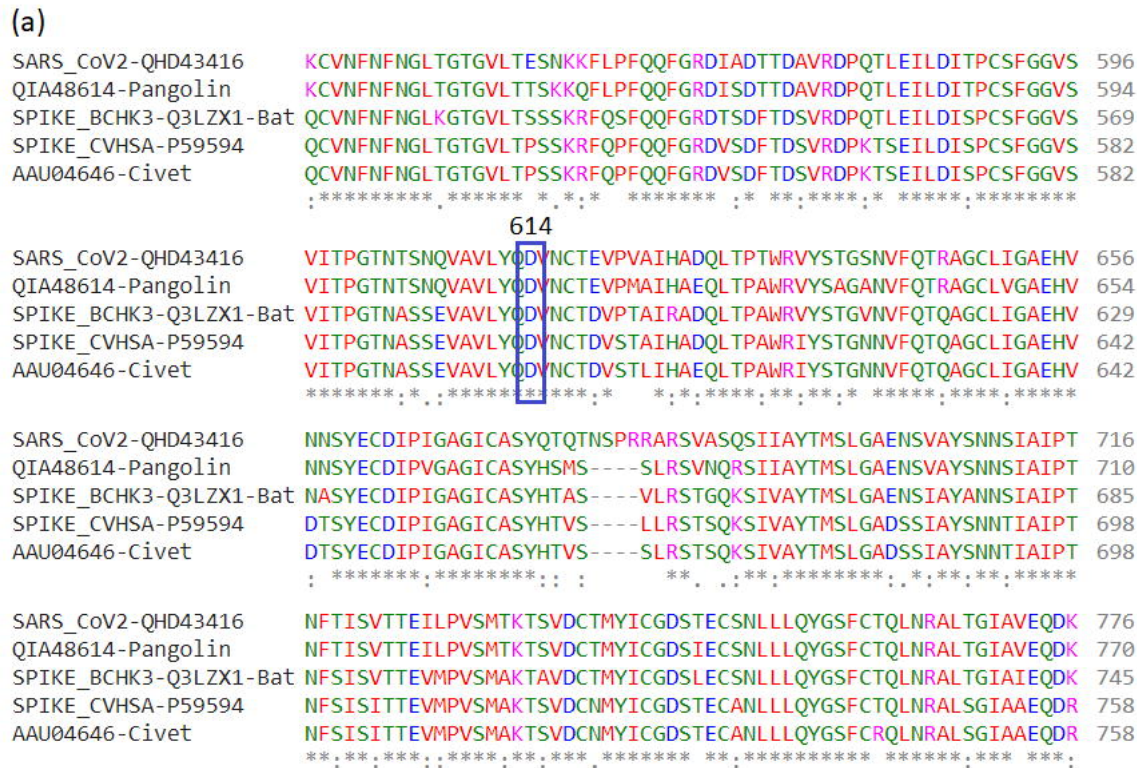 (a)
SARS_CoV2-QHD43416 KCVNFNFNGLTGTGVLTESNKKFLPFQQFGRDIADTTDAVRDPQTLEILDITPCSFGGVS 596
QIA48614-Pangolin KCVNFNFNGLTGTGVLTTSKKQFLPFQQFGRDISDTTDAVRDPQTLEILDITPCSFGGVS 594
SPIKE_BCHK3-Q3LZX1-Bat QCVNFNFNGLKGTGVLTSSSKRFQSFQQFGRDTSDFTDSVRDPQTLEILDISPCSFGGVS 569
SPIKE_CVHSA-P59594 QCVNFNFNGLTGTGVLTPSSKRFQPFQQFGRDVSDFTDSVRDPKTSEILDISPCSFGGVS 582
AAU04646-Civet QCVNFNFNGLTGTGVLTPSSKRFQPFQQFGRDVSDFTDSVRDPKTSEILDISPCSFGGVS 582
:*********.****** *.*:*  ******* :* **:****:* *****:********
614
SARS_CoV2-QHD43416 VITPGTNTSNQVAVLYQDVNCTEVPVAIHADQLTPTWRVYSTGSNVFQTRAGCLIGAEHV 656
QIA48614-Pangolin VITPGTNTSNQVAVLYQDVNCTEVPMAIHAEQLTPAWRVYSAGANVFQTRAGCLVGAEHV 654
SPIKE_BCHK3-Q3LZX1-Bat VITPGTNASSEVAVLYQDVNCTDVPTAIRADQLTPAWRVYSTGVNVFQTQAGCLIGAEHV 629
SPIKE_CVHSA-P59594 VITPGTNASSEVAVLYQDVNCTDVSTAIHADQLTPAWRIYSTGNNVFQTQAGCLIGAEHV 642
AAU04646-Civet VITPGTNASSEVAVLYQDVNCTDVSTLIHAEQLTPAWRIYSTGNNVFQTQAGCLIGAEHV 642
*******:*.:***********:*   *:*:****:**:**:* *****:****:*****
SARS_CoV2-QHD43416 NNSYECDIPIGAGICASYQTQTNSPRRARSVASQSIIAYTMSLGAENSVAYSNNSIAIPT 716
QIA48614-Pangolin NNSYECDIPVGAGICASYHSMS----SLRSVNQRSIIAYTMSLGAENSVAYSNNSIAIPT 710
SPIKE_BCHK3-Q3LZX1-Bat NASYECDIPIGAGICASYHTAS----VLRSTGQKSIVAYTMSLGAENSIAYANNSIAIPT 685
SPIKE_CVHSA-P59594 DTSYECDIPIGAGICASYHTVS----LLRSTSQKSIVAYTMSLGADSSIAYSNNTIAIPT 698
AAU04646-Civet DTSYECDIPIGAGICASYHTVS----SLRSTSQKSIVAYTMSLGADSSIAYSNNTIAIPT 698
: *******:********:: :      **. .:**:********:.*:**:**:*****
SARS_CoV2-QHD43416 NFTISVTTEILPVSMTKTSVDCTMYICGDSTECSNLLLQYGSFCTQLNRALTGIAVEQDK 776
QIA48614-Pangolin NFTISVTTEILPVSMTKTSVDCTMYICGDSIECSNLLLQYGSFCTQLNRALTGIAVEQDK 770
SPIKE_BCHK3-Q3LZX1-Bat NFSISVTTEVMPVSMAKTAVDCTMYICGDSLECSNLLLQYGSFCTQLNRALTGIAIEQDK 745
SPIKE_CVHSA-P59594 NFSISITTEVMPVSMAKTSVDCNMYICGDSTECANLLLQYGSFCTQLNRALSGIAAEQDR 758
AAU04646-Civet NFSISITTEVMPVSMAKTSVDCNMYICGDSTECANLLLQYGSFCRQLNRALSGIAAEQDR 758
**:**:***::****:**:***.******* **:********** ******:*** ***: